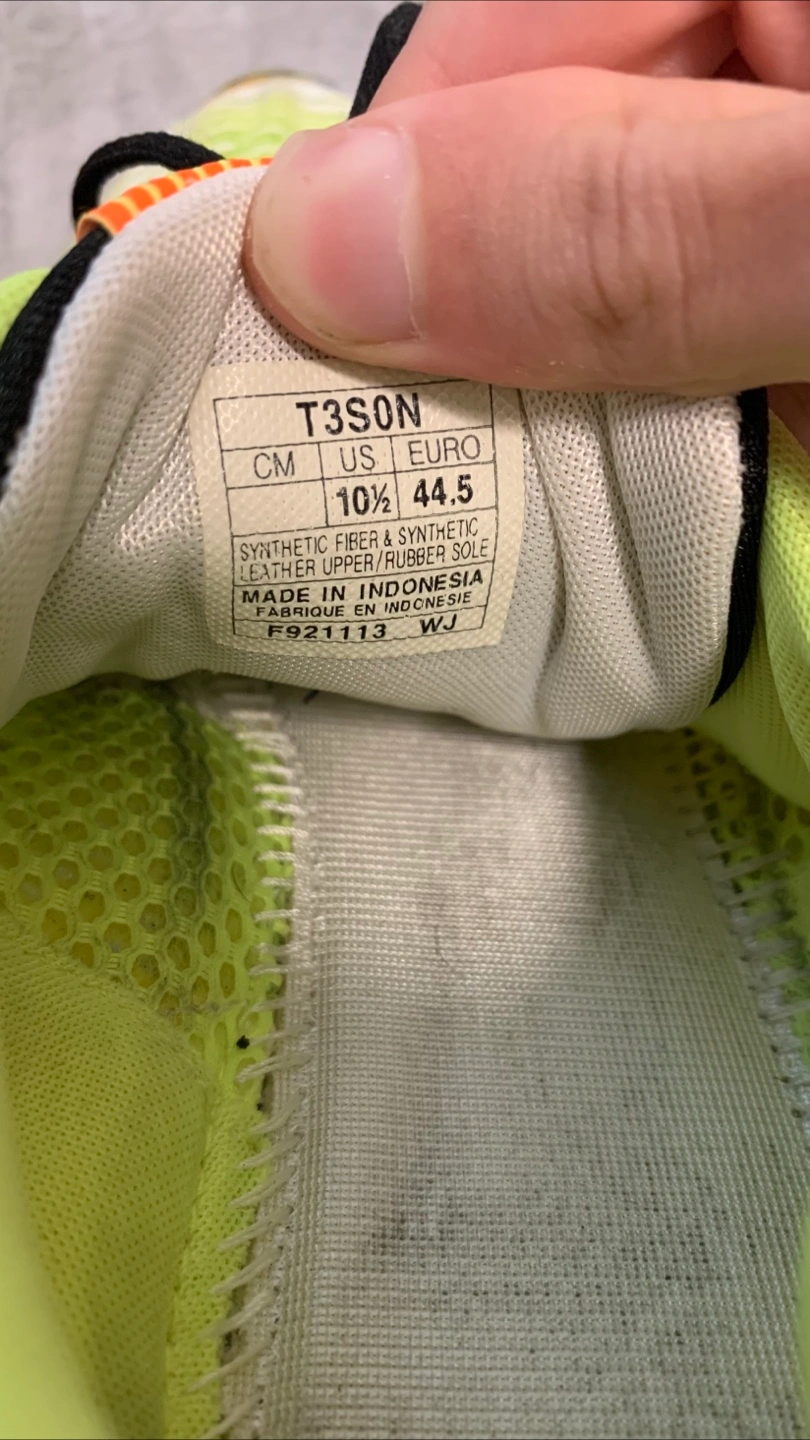 T3S0N
CM US EURO
10½ 44.5
SYNTHETIC FIBER & SYNTHETIC
LEATHER UPPER/RUBBER SOLE
MADE IN INDONESIA
FABRIQUE EN INDONESIE
F921113 WJ